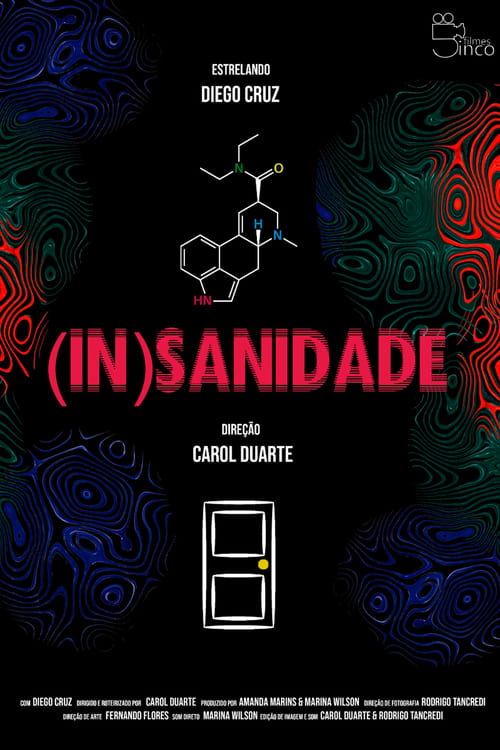 5inco
filmes
ESTRELANDO
DIEGO CRUZ
N
O
H
N
HN
(IN)SANIDADE
DIREÇÃO
CAROL DUARTE
COM DIEGO CRUZ DIRIGIDO E ROTEIRIZADO POR CAROL DUARTE PRODUZIDO POR AMANDA MARINS & MARINA WILSON DIREÇÃO DE FOTOGRAFIA RODRIGO TANCREDI
DIREÇÃO DE ARTE FERNANDO FLORES SOM DIRETO MARINA WILSON EDIÇÃO DE IMAGEM E SOM CAROL DUARTE & RODRIGO TANCREDI